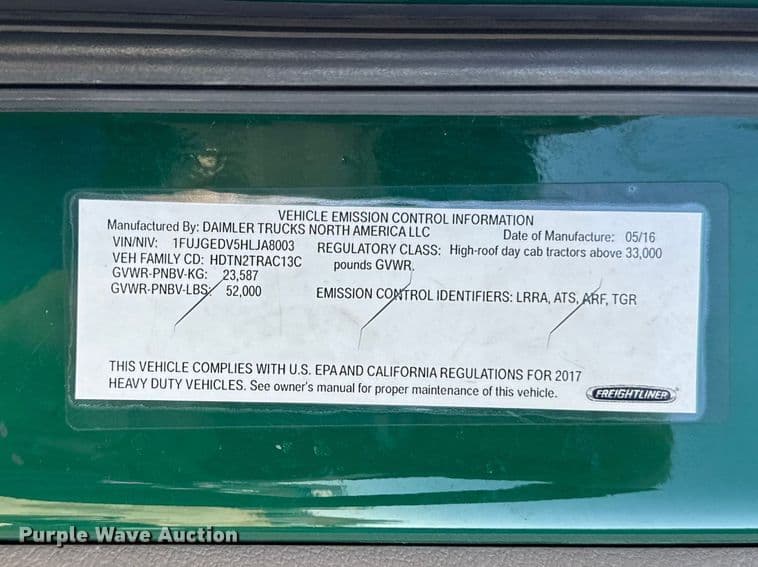 VEHICLE EMISSION CONTROL INFORMATION
Manufactured By: DAIMLER TRUCKS NORTH AMERICA LLC Date of Manufacture: 05/16
VIN/NIV: 1FUJGEDV5HLJA8003 REGULATORY CLASS: High-roof day cab tractors above 33,000
VEH FAMILY CD: HDTN2TRAC13C pounds GVWR.
GVWR-PNBV-KG: 23,587
GVWR-PNBV-LBS: 52,000 EMISSION CONTROL IDENTIFIERS: LRRA, ATS, ARF, TGR
THIS VEHICLE COMPLIES WITH U.S. EPA AND CALIFORNIA REGULATIONS FOR 2017
HEAVY DUTY VEHICLES. See owner's manual for proper maintenance of this vehicle.
FREIGHTLINER
Purple Wave Auction